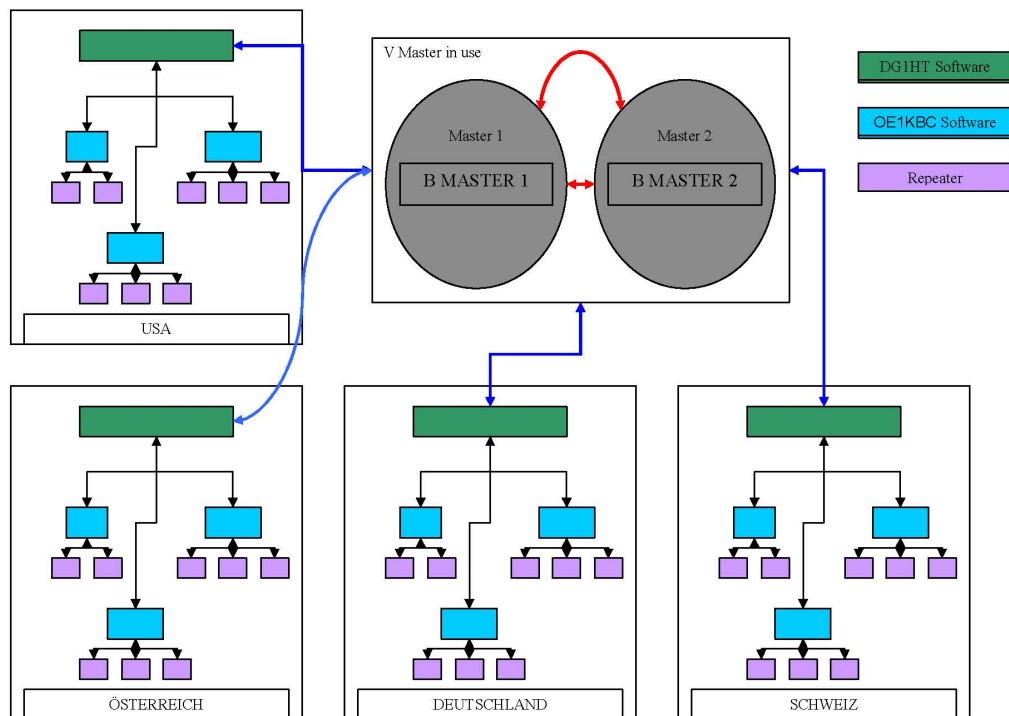 V Master in use
Master 1
Master 2
B MASTER 1
B MASTER 2
DG1HT Software
OE1KBC Software
Repeater
USA
ÖSTERREICH
DEUTSCHLAND
SCHWEIZ